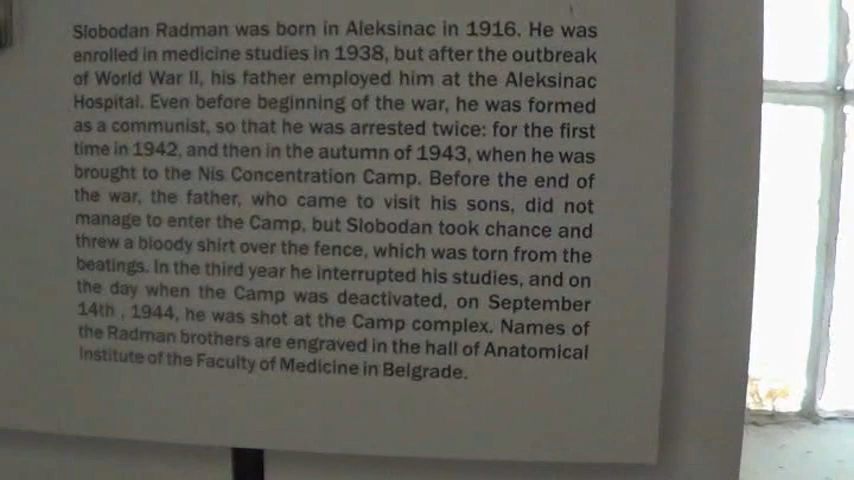 Slobodan Radman was born in Aleksinac in 1916. He was
enrolled in medicine studies in 1938, but after the outbreak
of World War II, his father employed him at the Aleksinac
Hospital. Even before beginning of the war, he was formed
as a communist, so that he was arrested twice: for the first
time in 1942, and then in the autumn of 1943, when he was
brought to the Nis Concentration Camp. Before the end of
the war, the father, who came to visit his sons, did not
manage to enter the Camp, but Slobodan took chance and
threw a bloody shirt over the fence, which was torn from the
beatings. In the third year he interrupted his studies, and on
the day when the Camp was deactivated, on September
14th , 1944, he was shot at the Camp complex. Names of
the Radman brothers are engraved in the hall of Anatomical
Institute of the Faculty of Medicine in Belgrade.